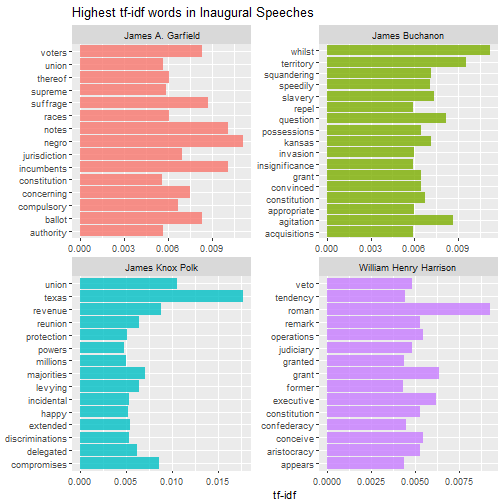 Highest tf-idf words in Inaugural Speeches
James A. Garfield
voters
union
thereof
supreme
suffrage
races
notes
negro
jurisdiction
incumbents
constitution
concerning
compulsory
ballot
authority
0.000 0.003 0.006 0.009
James Buchanon
whilst
territory
squandering
speedily
slavery
repel
question
possessions
kansas
invasion
insignificance
grant
convinced
constitution
appropriate
agitation
acquisitions
0.000 0.003 0.006 0.009
James Knox Polk
union
texas
revenue
reunion
protection
powers
millions
majorities
levying
incidental
happy
extended
discriminations
delegated
compromises
0.000 0.005 0.010 0.015
William Henry Harrison
veto
tendency
roman
remark
operations
judiciary
granted
grant
former
executive
constitution
confederacy
conceive
aristocracy
appears
0.0000 0.0025 0.0050 0.0075
tf-idf